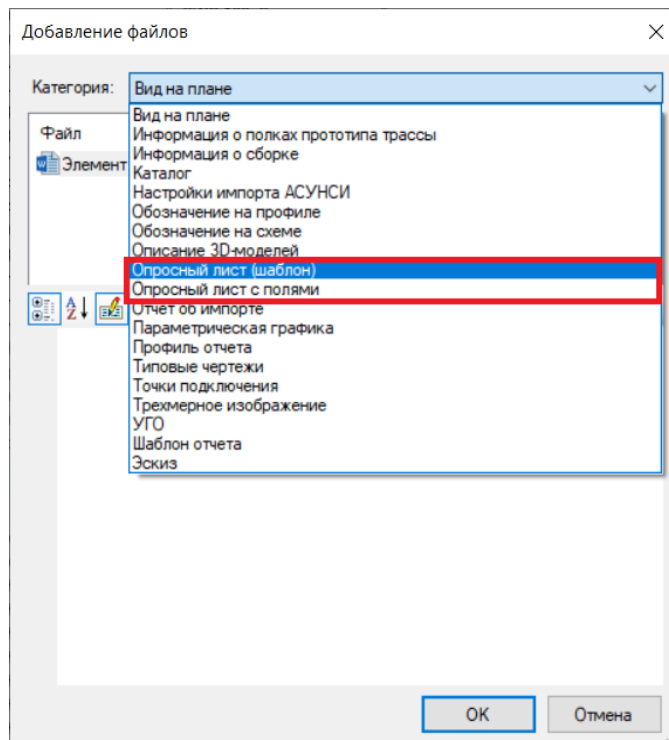 Добавление файлов
Категория:
Вид на плане
Вид на плане
Информация о полках прототипа трассы
Файл
Информация о сборке
Элемент
Каталог
Настройки импорта АСУНСИ
Обозначение на профиле
Обозначение на схеме
Описание 3D-моделей
Опросный лист (шаблон)
Опросный лист с полями
Отчет об импорте
Параметрическая графика
Профиль отчета
Типовые чертежи
Точки подключения
Трехмерное изображение
УГО
Шаблон отчета
Эскиз
OK
Отмена